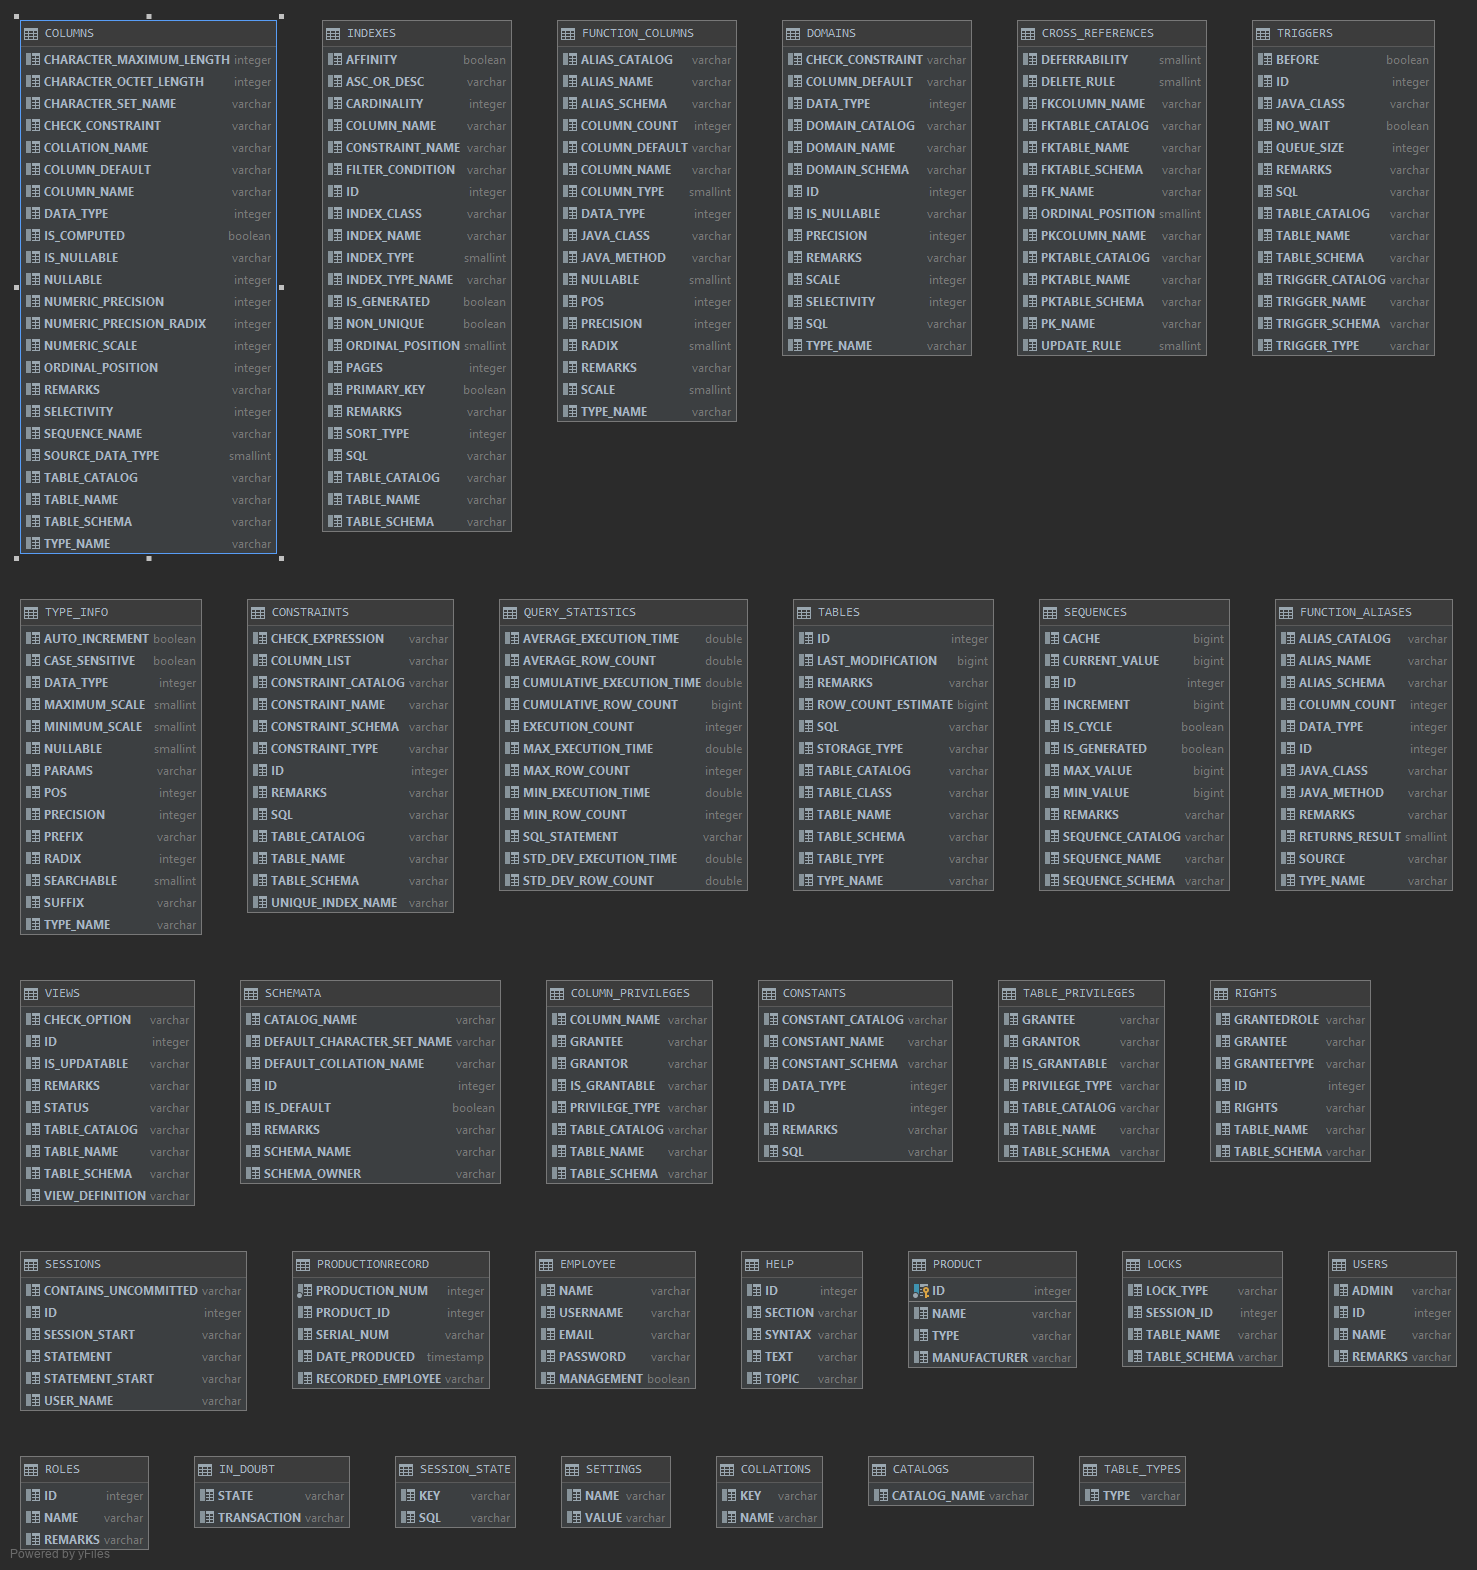 COLUMNS
CHARACTER_MAXIMUM_LENGTH integer
CHARACTER_OCTET_LENGTH integer
CHARACTER_SET_NAME varchar
CHECK_CONSTRAINT varchar
COLLATION_NAME varchar
COLUMN_DEFAULT varchar
COLUMN_NAME varchar
DATA_TYPE integer
IS_COMPUTED boolean
IS_NULLABLE varchar
NULLABLE integer
NUMERIC_PRECISION integer
NUMERIC_PRECISION_RADIX integer
NUMERIC_SCALE integer
ORDINAL_POSITION integer
REMARKS varchar
SELECTIVITY integer
SEQUENCE_NAME varchar
SOURCE_DATA_TYPE smallint
TABLE_CATALOG varchar
TABLE_NAME varchar
TABLE_SCHEMA varchar
TYPE_NAME varchar
INDEXES
AFFINITY boolean
ASC_OR_DESC varchar
CARDINALITY integer
COLUMN_NAME varchar
CONSTRAINT_NAME varchar
FILTER_CONDITION varchar
ID integer
INDEX_CLASS varchar
INDEX_NAME varchar
INDEX_TYPE smallint
INDEX_TYPE_NAME varchar
IS_GENERATED boolean
NON_UNIQUE boolean
ORDINAL_POSITION smallint
PAGES integer
PRIMARY_KEY boolean
REMARKS varchar
SORT_TYPE integer
SQL varchar
TABLE_CATALOG varchar
TABLE_NAME varchar
TABLE_SCHEMA varchar
FUNCTION_COLUMNS
ALIAS_CATALOG varchar
ALIAS_NAME varchar
ALIAS_SCHEMA varchar
COLUMN_COUNT integer
COLUMN_DEFAULT varchar
COLUMN_NAME varchar
COLUMN_TYPE smallint
DATA_TYPE integer
JAVA_CLASS varchar
JAVA_METHOD varchar
NULLABLE smallint
POS integer
PRECISION integer
RADIX smallint
REMARKS varchar
SCALE smallint
TYPE_NAME varchar
DOMAINS
CHECK_CONSTRAINT varchar
COLUMN_DEFAULT varchar
DATA_TYPE integer
DOMAIN_CATALOG varchar
DOMAIN_NAME varchar
DOMAIN_SCHEMA varchar
ID integer
IS_NULLABLE varchar
PRECISION integer
REMARKS varchar
SCALE integer
SELECTIVITY integer
SQL varchar
TYPE_NAME varchar
CROSS_REFERENCES
DEFERRABILITY smallint
DELETE_RULE smallint
FKCOLUMN_NAME varchar
FKTABLE_CATALOG varchar
FKTABLE_NAME varchar
FKTABLE_SCHEMA varchar
FK_NAME varchar
ORDINAL_POSITION smallint
PKCOLUMN_NAME varchar
PKTABLE_CATALOG varchar
PKTABLE_NAME varchar
PKTABLE_SCHEMA varchar
PK_NAME varchar
UPDATE_RULE smallint
TRIGGERS
BEFORE boolean
ID integer
JAVA_CLASS varchar
NO_WAIT boolean
QUEUE_SIZE integer
REMARKS varchar
SQL varchar
TABLE_CATALOG varchar
TABLE_NAME varchar
TABLE_SCHEMA varchar
TRIGGER_CATALOG varchar
TRIGGER_NAME varchar
TRIGGER_SCHEMA varchar
TRIGGER_TYPE varchar
TYPE_INFO
AUTO_INCREMENT boolean
CASE_SENSITIVE boolean
DATA_TYPE integer
MAXIMUM_SCALE smallint
MINIMUM_SCALE smallint
NULLABLE smallint
PARAMS varchar
POS integer
PRECISION integer
PREFIX varchar
RADIX integer
SEARCHABLE smallint
SUFFIX varchar
TYPE_NAME varchar
CONSTRAINTS
CHECK_EXPRESSION varchar
COLUMN_LIST varchar
CONSTRAINT_CATALOG varchar
CONSTRAINT_NAME varchar
CONSTRAINT_SCHEMA varchar
CONSTRAINT_TYPE varchar
ID integer
REMARKS varchar
SQL varchar
TABLE_CATALOG varchar
TABLE_NAME varchar
TABLE_SCHEMA varchar
UNIQUE_INDEX_NAME varchar
QUERY_STATISTICS
AVERAGE_EXECUTION_TIME double
AVERAGE_ROW_COUNT double
CUMULATIVE_EXECUTION_TIME double
CUMULATIVE_ROW_COUNT bigint
EXECUTION_COUNT integer
MAX_EXECUTION_TIME double
MAX_ROW_COUNT integer
MIN_EXECUTION_TIME double
MIN_ROW_COUNT integer
SQL_STATEMENT varchar
STD_DEV_EXECUTION_TIME double
STD_DEV_ROW_COUNT double
TABLES
ID integer
LAST_MODIFICATION bigint
REMARKS varchar
ROW_COUNT_ESTIMATE bigint
SQL varchar
STORAGE_TYPE varchar
TABLE_CATALOG varchar
TABLE_CLASS varchar
TABLE_NAME varchar
TABLE_SCHEMA varchar
TABLE_TYPE varchar
TYPE_NAME varchar
SEQUENCES
CACHE bigint
CURRENT_VALUE bigint
ID integer
INCREMENT bigint
IS_CYCLE boolean
IS_GENERATED boolean
MAX_VALUE bigint
MIN_VALUE bigint
REMARKS varchar
SEQUENCE_CATALOG varchar
SEQUENCE_NAME varchar
SEQUENCE_SCHEMA varchar
FUNCTION_ALIASES
ALIAS_CATALOG varchar
ALIAS_NAME varchar
ALIAS_SCHEMA varchar
COLUMN_COUNT integer
DATA_TYPE integer
ID integer
JAVA_CLASS varchar
JAVA_METHOD varchar
REMARKS varchar
RETURNS_RESULT smallint
SOURCE varchar
TYPE_NAME varchar
VIEWS
CHECK_OPTION varchar
ID integer
IS_UPDATABLE varchar
REMARKS varchar
STATUS varchar
TABLE_CATALOG varchar
TABLE_NAME varchar
TABLE_SCHEMA varchar
VIEW_DEFINITION varchar
SCHEMATA
CATALOG_NAME varchar
DEFAULT_CHARACTER_SET_NAME varchar
DEFAULT_COLLATION_NAME varchar
ID integer
IS_DEFAULT boolean
REMARKS varchar
SCHEMA_NAME varchar
SCHEMA_OWNER varchar
COLUMN_PRIVILEGES
COLUMN_NAME varchar
GRANTEE varchar
GRANTOR varchar
IS_GRANTABLE varchar
PRIVILEGE_TYPE varchar
TABLE_CATALOG varchar
TABLE_NAME varchar
TABLE_SCHEMA varchar
CONSTANTS
CONSTANT_CATALOG varchar
CONSTANT_NAME varchar
CONSTANT_SCHEMA varchar
DATA_TYPE integer
ID integer
REMARKS varchar
SQL varchar
TABLE_PRIVILEGES
GRANTEE varchar
GRANTOR varchar
IS_GRANTABLE varchar
PRIVILEGE_TYPE varchar
TABLE_CATALOG varchar
TABLE_NAME varchar
TABLE_SCHEMA varchar
RIGHTS
GRANTEDROLE varchar
GRANTEE varchar
GRANTEETYPE varchar
ID integer
RIGHTS varchar
TABLE_NAME varchar
TABLE_SCHEMA varchar
SESSIONS
CONTAINS_UNCOMMITTED varchar
ID integer
SESSION_START varchar
STATEMENT varchar
STATEMENT_START varchar
USER_NAME varchar
PRODUCTIONRECORD
PRODUCTION_NUM integer
PRODUCT_ID integer
SERIAL_NUM varchar
DATE_PRODUCED timestamp
RECORDED_EMPLOYEE varchar
EMPLOYEE
NAME varchar
USERNAME varchar
EMAIL varchar
PASSWORD varchar
MANAGEMENT boolean
HELP
ID integer
SECTION varchar
SYNTAX varchar
TEXT varchar
TOPIC varchar
PRODUCT
ID integer
NAME varchar
TYPE varchar
MANUFACTURER varchar
LOCKS
LOCK_TYPE varchar
SESSION_ID integer
TABLE_NAME varchar
TABLE_SCHEMA varchar
USERS
ADMIN varchar
ID integer
NAME varchar
REMARKS varchar
ROLES
ID integer
NAME varchar
REMARKS varchar
IN_DOUBT
STATE varchar
TRANSACTION varchar
SESSION_STATE
KEY varchar
SQL varchar
SETTINGS
NAME varchar
VALUE varchar
COLLATIONS
KEY varchar
NAME varchar
CATALOGS
CATALOG_NAME varchar
TABLE_TYPES
TYPE varchar
Powered by yFiles